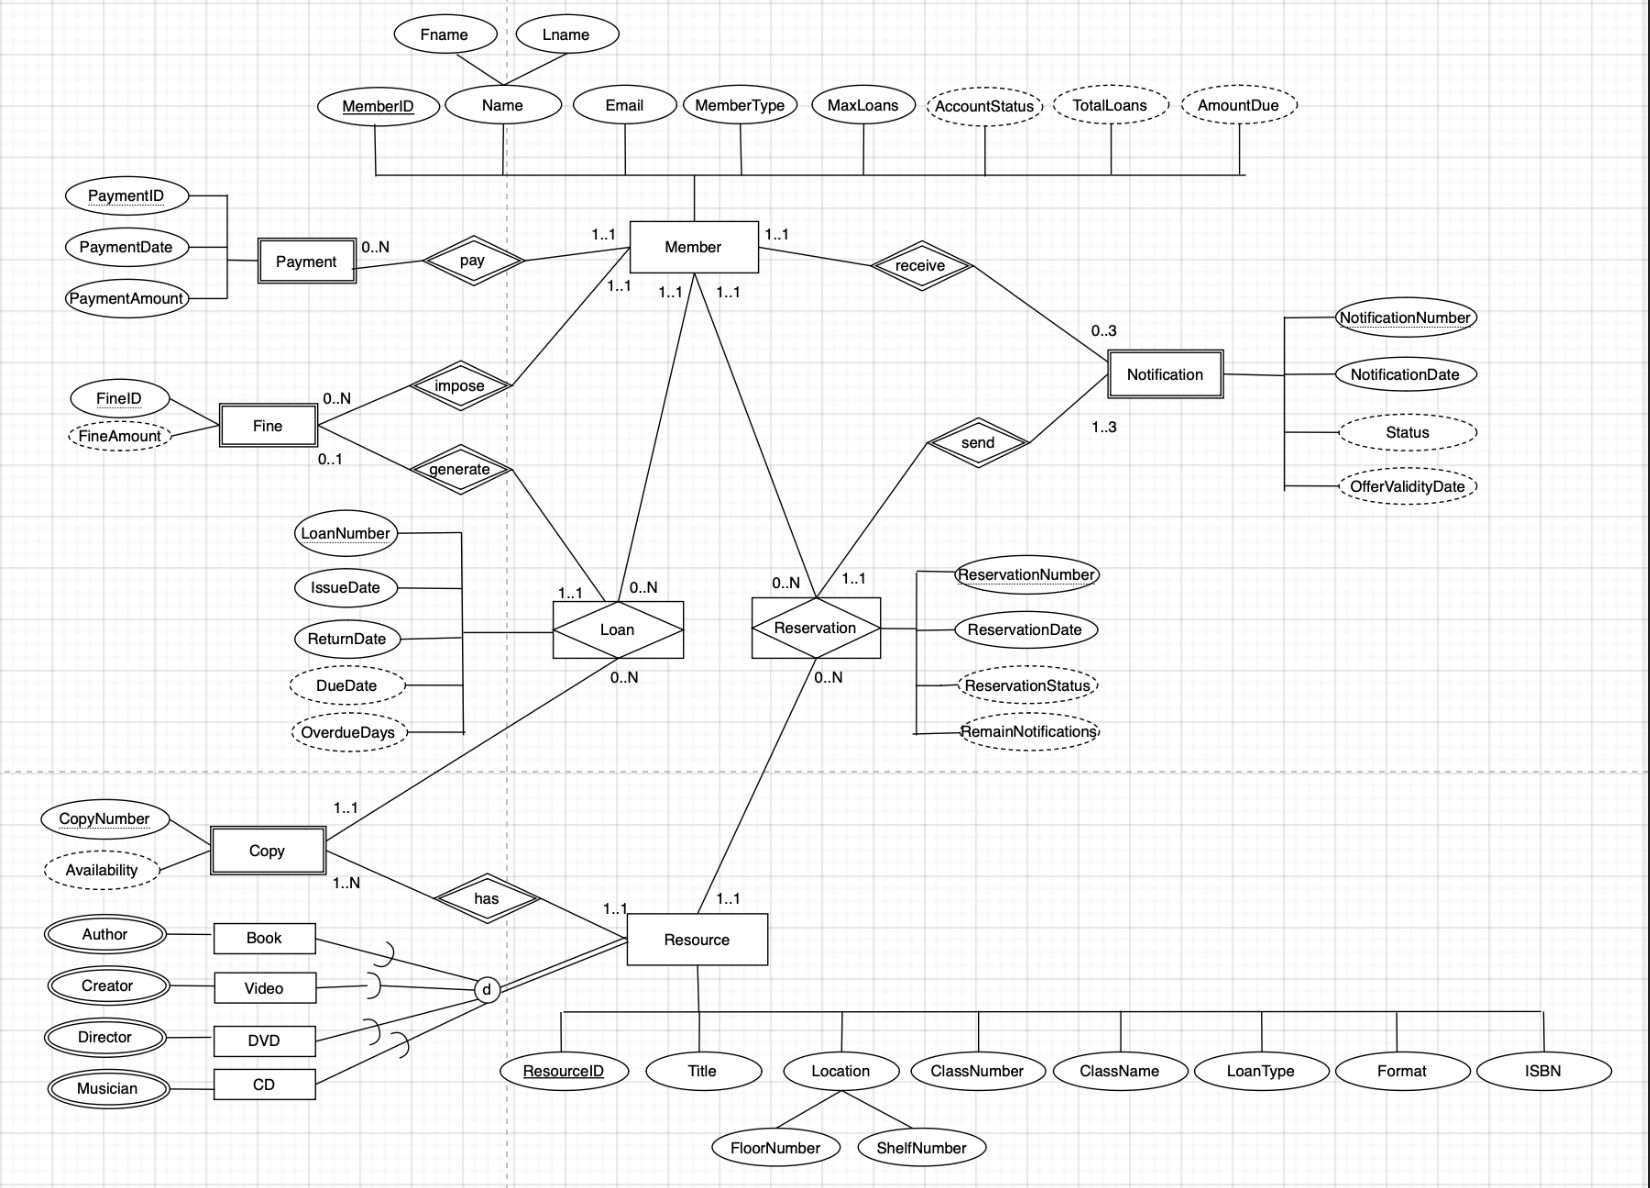 Fname
Lname
MemberID
Name
Email
MemberType
MaxLoans
AccountStatus
TotalLoans
AmountDue
PaymentID
PaymentDate
PaymentAmount
Payment
0..N
pay
1..1
Member
1..1
receive
1..1
1..1
1..1
0..3
NotificationNumber
NotificationDate
Status
OfferValidityDate
Notification
1..3
send
FineID
FineAmount
Fine
0..N
impose
0..1
generate
LoanNumber
IssueDate
ReturnDate
DueDate
OverdueDays
1..1
0..N
Loan
0..N
0..N
1..1
Reservation
0..N
ReservationNumber
ReservationDate
ReservationStatus
RemainNotifications
CopyNumber
Availability
Copy
1..1
1..N
has
1..1
1..1
Resource
Author
Book
Creator
Video
Director
DVD
Musician
CD
d
ResourceID
Title
Location
ClassNumber
ClassName
LoanType
Format
ISBN
FloorNumber
ShelfNumber